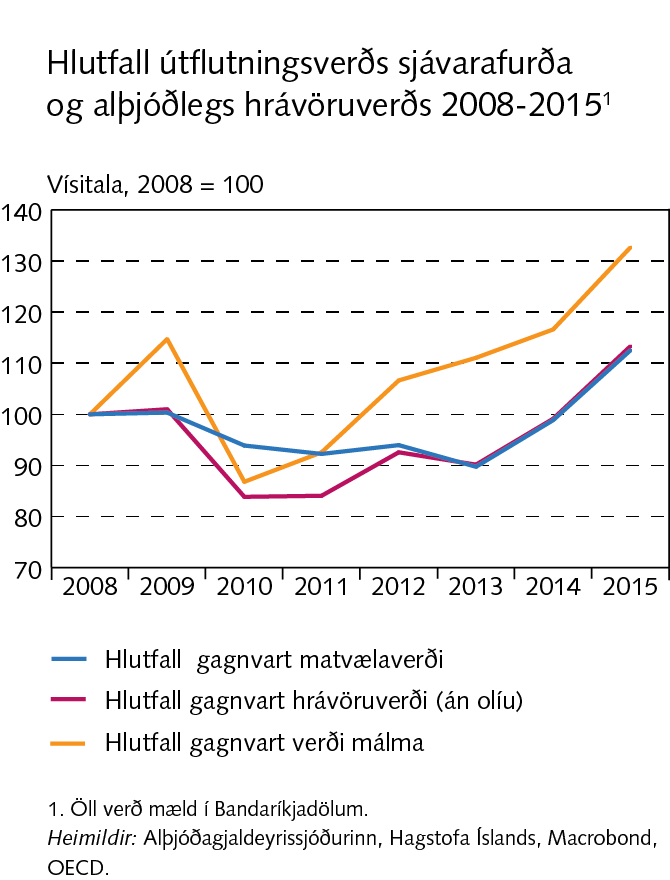 Hlutfall útflutningsverðs sjávarafurða
og alþjóðlegs hrávöruverðs 2008-2015¹
Vísitala, 2008 = 100
140
130
120
110
100
90
80
70
2008 2009 2010 2011 2012 2013 2014 2015
Hlutfall gagnvart matvælaverði
Hlutfall gagnvart hrávöruverði (án olíu)
Hlutfall gagnvart verði málma
1. Öll verð mæld í Bandaríkjadölum.
Heimildir: Alþjóðagjaldeyrissjóðurinn, Hagstofa Íslands, Macrobond,
OECD.